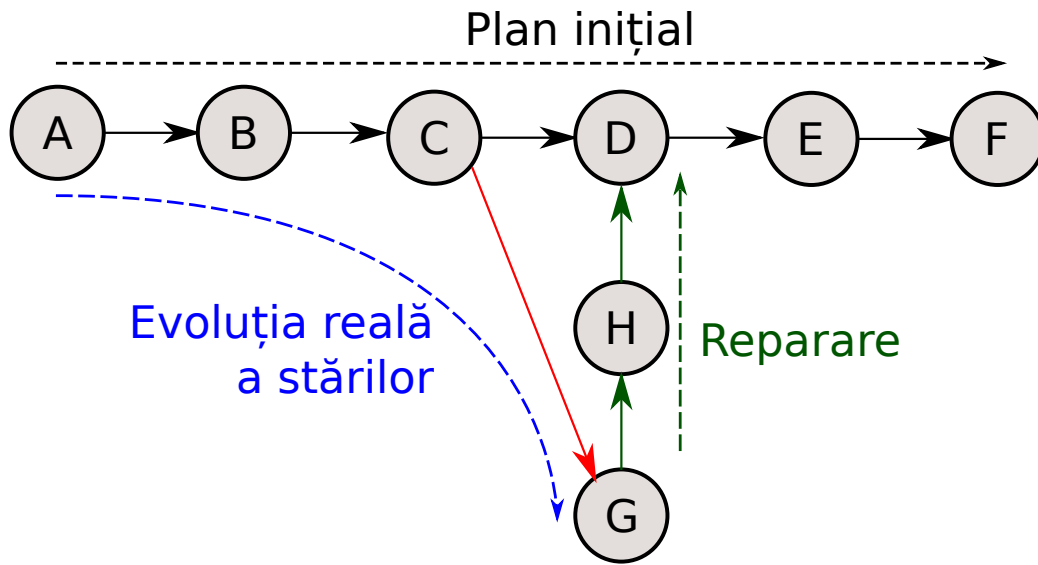 Plan inițial
A B C D E F
Evoluția reală
a stărilor
H
Reparare
G